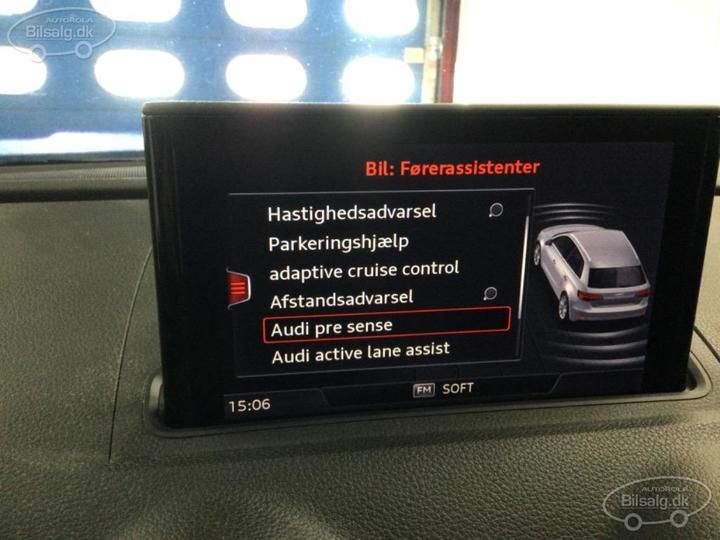 AUTOROLA
Bilsalg.dk
Bil: Førerassistenter
Hastighedsadvarsel
Parkeringshjælp
adaptive cruise control
Afstandsadvarsel
Audi pre sense
Audi active lane assist
15:06
FM SOFT
AUTOROLA
Bilsalg.dk